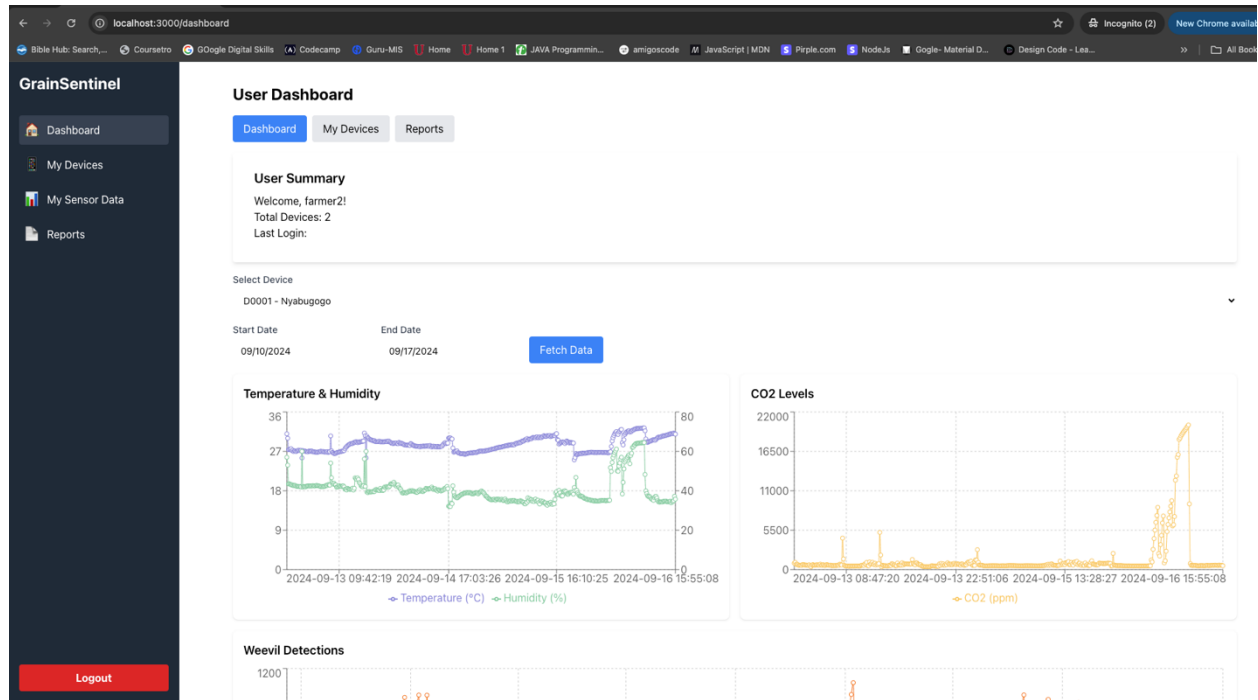 localhost:3000/dashboard
Incognito (2)
New Chrome availab
Bible Hub: Search,...
Coursetro
GOogle Digital Skills
Codecamp
Guru-MIS
Home
Home 1
JAVA Programmin...
amigoscode
JavaScript | MDN
Pirple.com
NodeJs
Gogle- Material D...
Design Code - Lea...
»
All Book
GrainSentinel
Dashboard
My Devices
My Sensor Data
Reports
Logout
User Dashboard
Dashboard My Devices Reports
User Summary
Welcome, farmer2!
Total Devices: 2
Last Login:
Select Device
D0001 - Nyabugogo
Start Date End Date
09/10/2024 09/17/2024 Fetch Data
Temperature & Humidity
36 80
27 60
18 40
9 20
0 0
2024-09-13 09:42:19 2024-09-14 17:03:26 2024-09-15 16:10:25 2024-09-16 15:55:08
Temperature (°C) Humidity (%)
CO2 Levels
22000
16500
11000
5500
0
2024-09-13 08:47:20 2024-09-13 22:51:06 2024-09-15 13:28:27 2024-09-16 15:55:08
CO2 (ppm)
Weevil Detections
1200